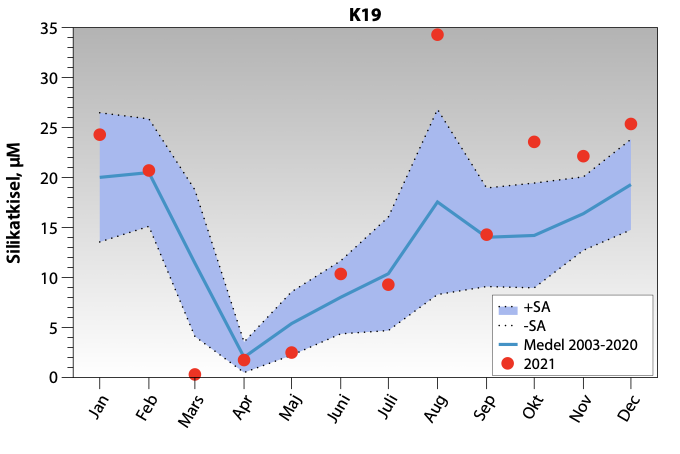 K19
Silikatkisel, µM
35
30
25
20
15
10
5
0
Jan
Feb
Mars
Apr
Maj
Juni
Juli
Aug
Sep
Okt
Nov
Dec
+SA
-SA
Medel 2003-2020
2021